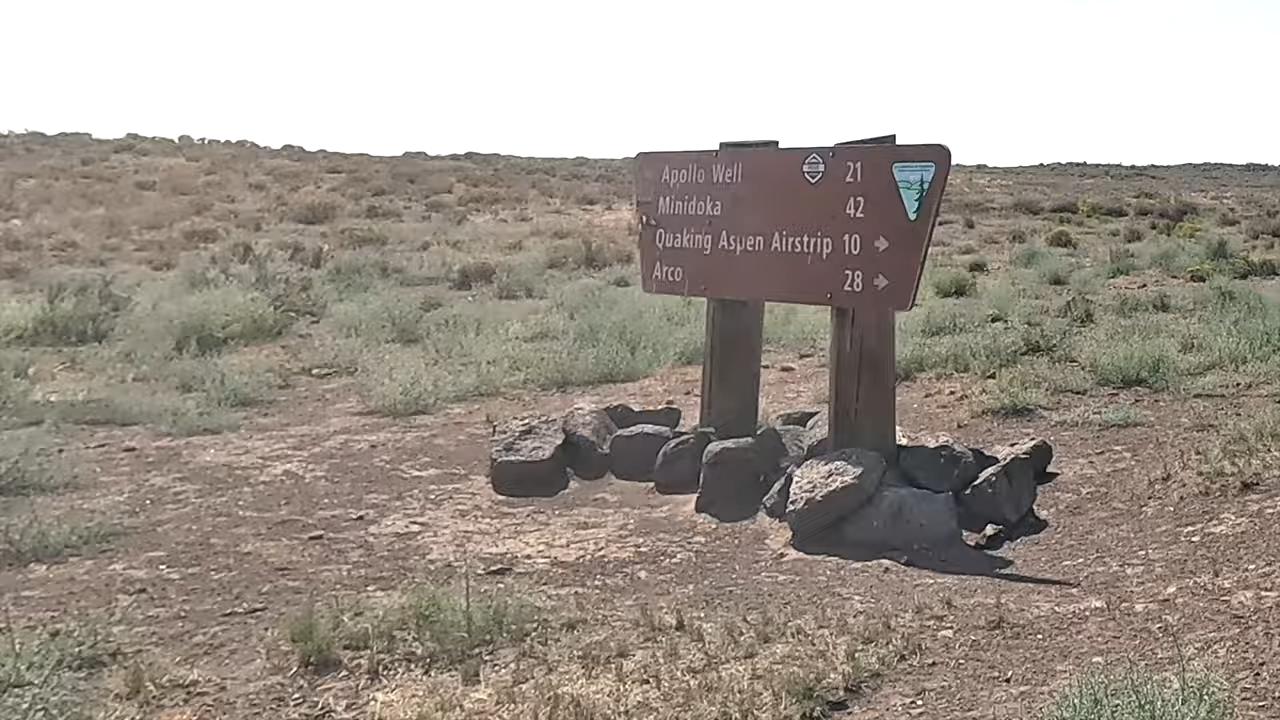 Apollo Well 21
Minidoka 42
Quaking Aspen Airstrip 10 →
Arco 28 →